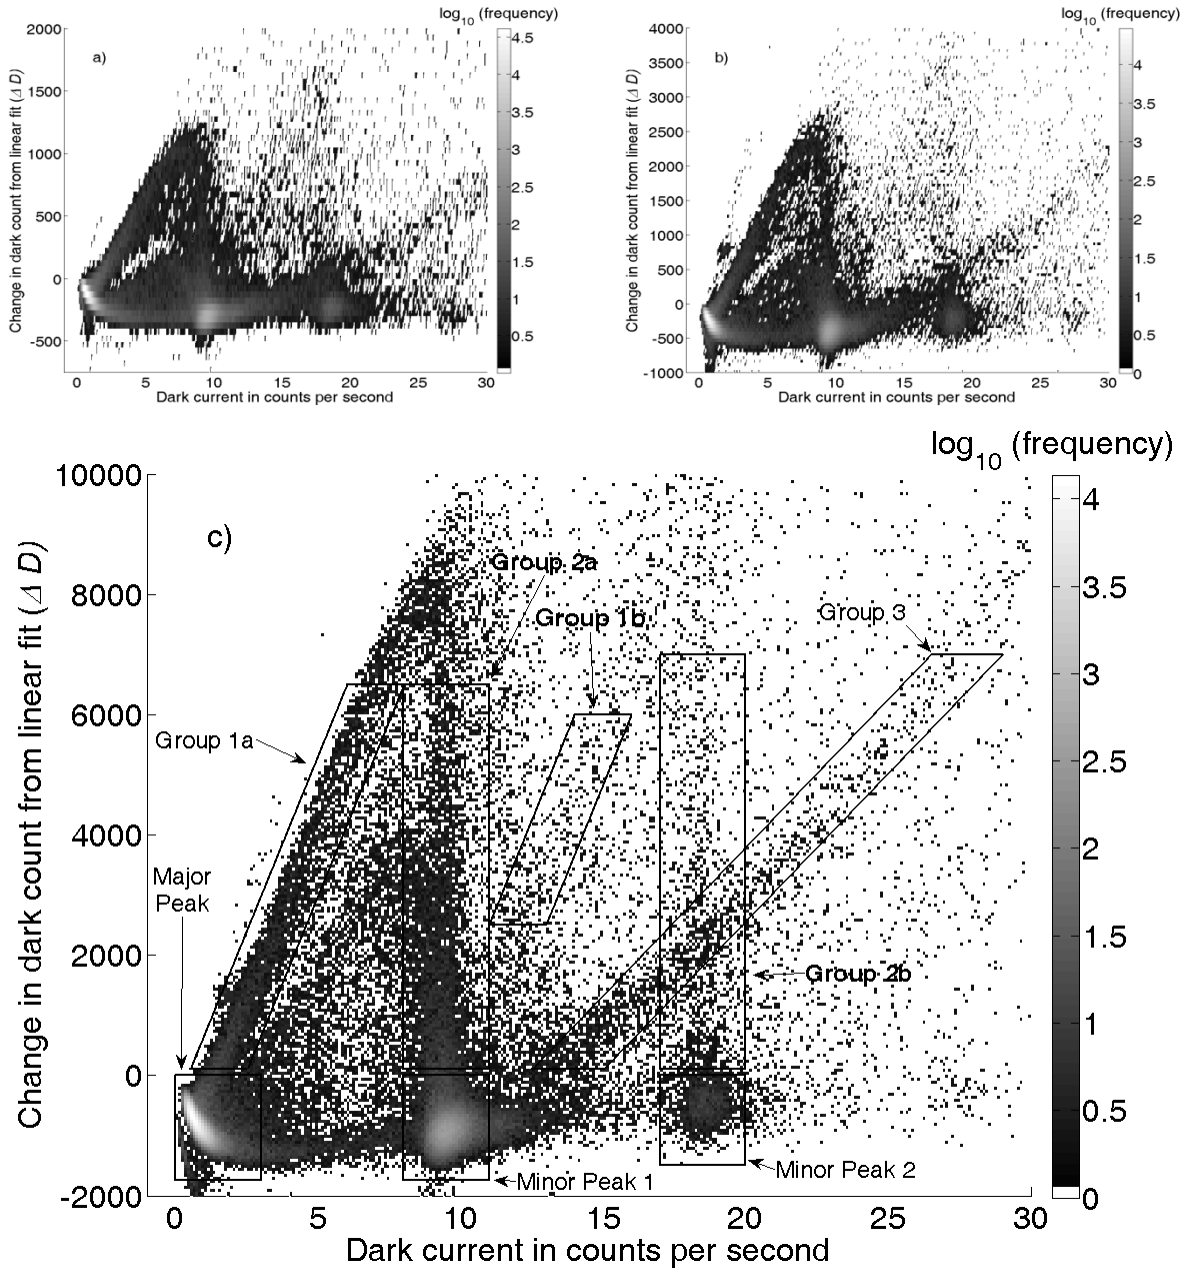 log10 (frequency)
a)
2000
1500
1000
500
0
-500
0 5 10 15 20 25 30
4.5
4
3.5
3
2.5
2
1.5
1
0.5
Change in dark count from linear fit (Δ D)
Dark current in counts per second
log10 (frequency)
b)
4000
3500
3000
2500
2000
1500
1000
500
0
-500
-1000
0 5 10 15 20 25 30
4
3.5
3
2.5
2
1.5
1
0.5
0
Change in dark count from linear fit (Δ D)
Dark current in counts per second
log10 (frequency)
c)
10000
8000
6000
4000
2000
0
-2000
Group 2a
Group 1b
Group 3
Group 1a
Major
Peak
Group 2b
Minor Peak 1
Minor Peak 2
0 5 10 15 20 25 30
4
3.5
3
2.5
2
1.5
1
0.5
0
Change in dark count from linear fit (Δ D)
Dark current in counts per second